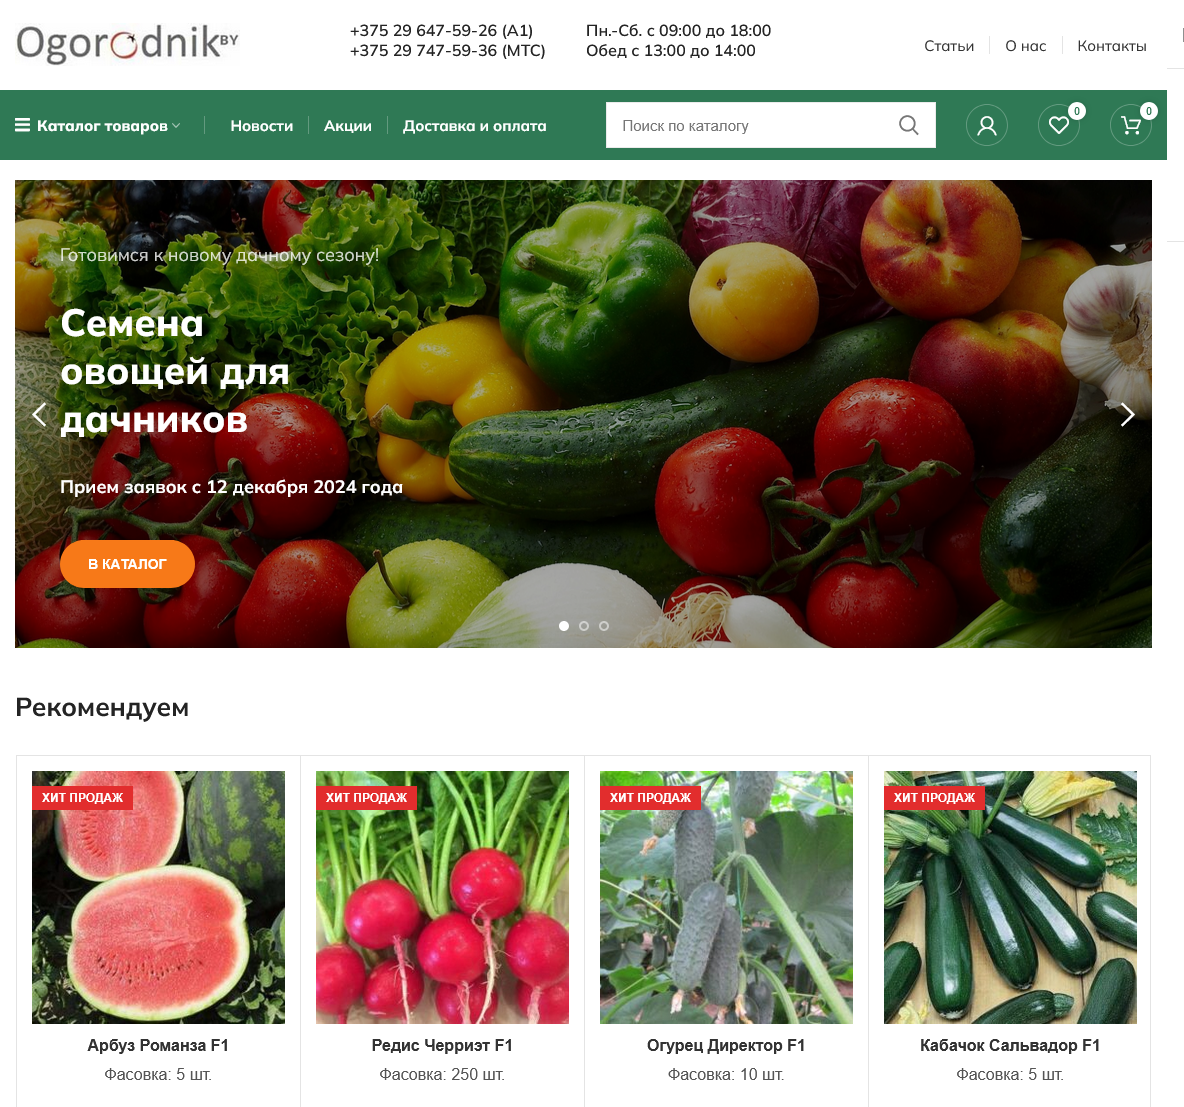 OgorodnikBY
+375 29 647-59-26 (A1)
+375 29 747-59-36 (МТС)
Пн.-Сб. с 09:00 до 18:00
Обед с 13:00 до 14:00
Статьи
О нас
Контакты
Каталог товаров
Новости
Акции
Доставка и оплата
Поиск по каталогу
0
0
Готовимся к новому дачному сезону!
Семена
овощей для
дачников
Прием заявок с 12 декабря 2024 года
В КАТАЛОГ
Рекомендуем
ХИТ ПРОДАЖ
ХИТ ПРОДАЖ
ХИТ ПРОДАЖ
ХИТ ПРОДАЖ
Арбуз Романза F1
Редис Черриэт F1
Огурец Директор F1
Кабачок Сальвадор F1
Фасовка: 5 шт.
Фасовка: 250 шт.
Фасовка: 10 шт.
Фасовка: 5 шт.